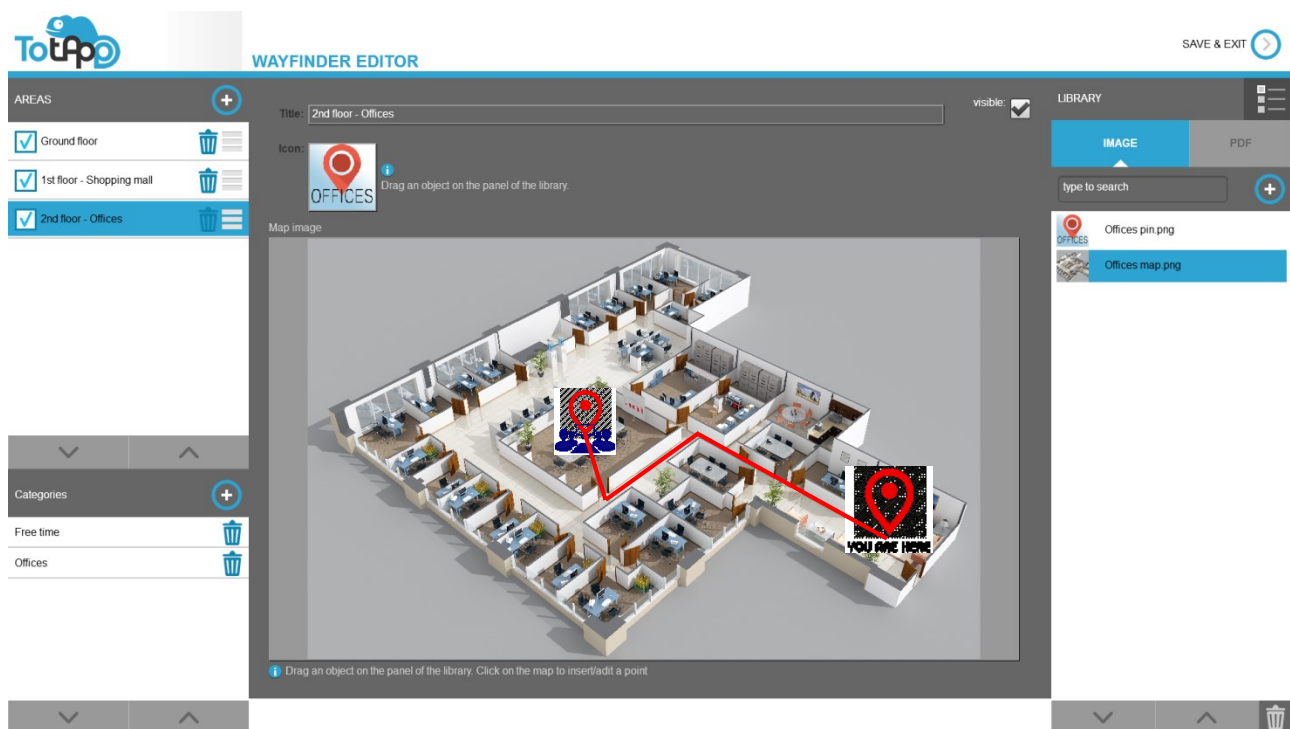 TotApp
WAYFINDER EDITOR
SAVE & EXIT
AREAS
Ground floor
1st floor - Shopping mall
2nd floor - Offices
Categories
Free time
Offices
Title: 2nd floor - Offices
visible:
Icon:
OFFICES
Drag an object on the panel of the library.
Map image
YOU ARE HERE
Drag an object on the panel of the library. Click on the map to insert/adit a point
LIBRARY
IMAGE PDF
type to search
OFFICES
Offices pin.png
Offices map.png